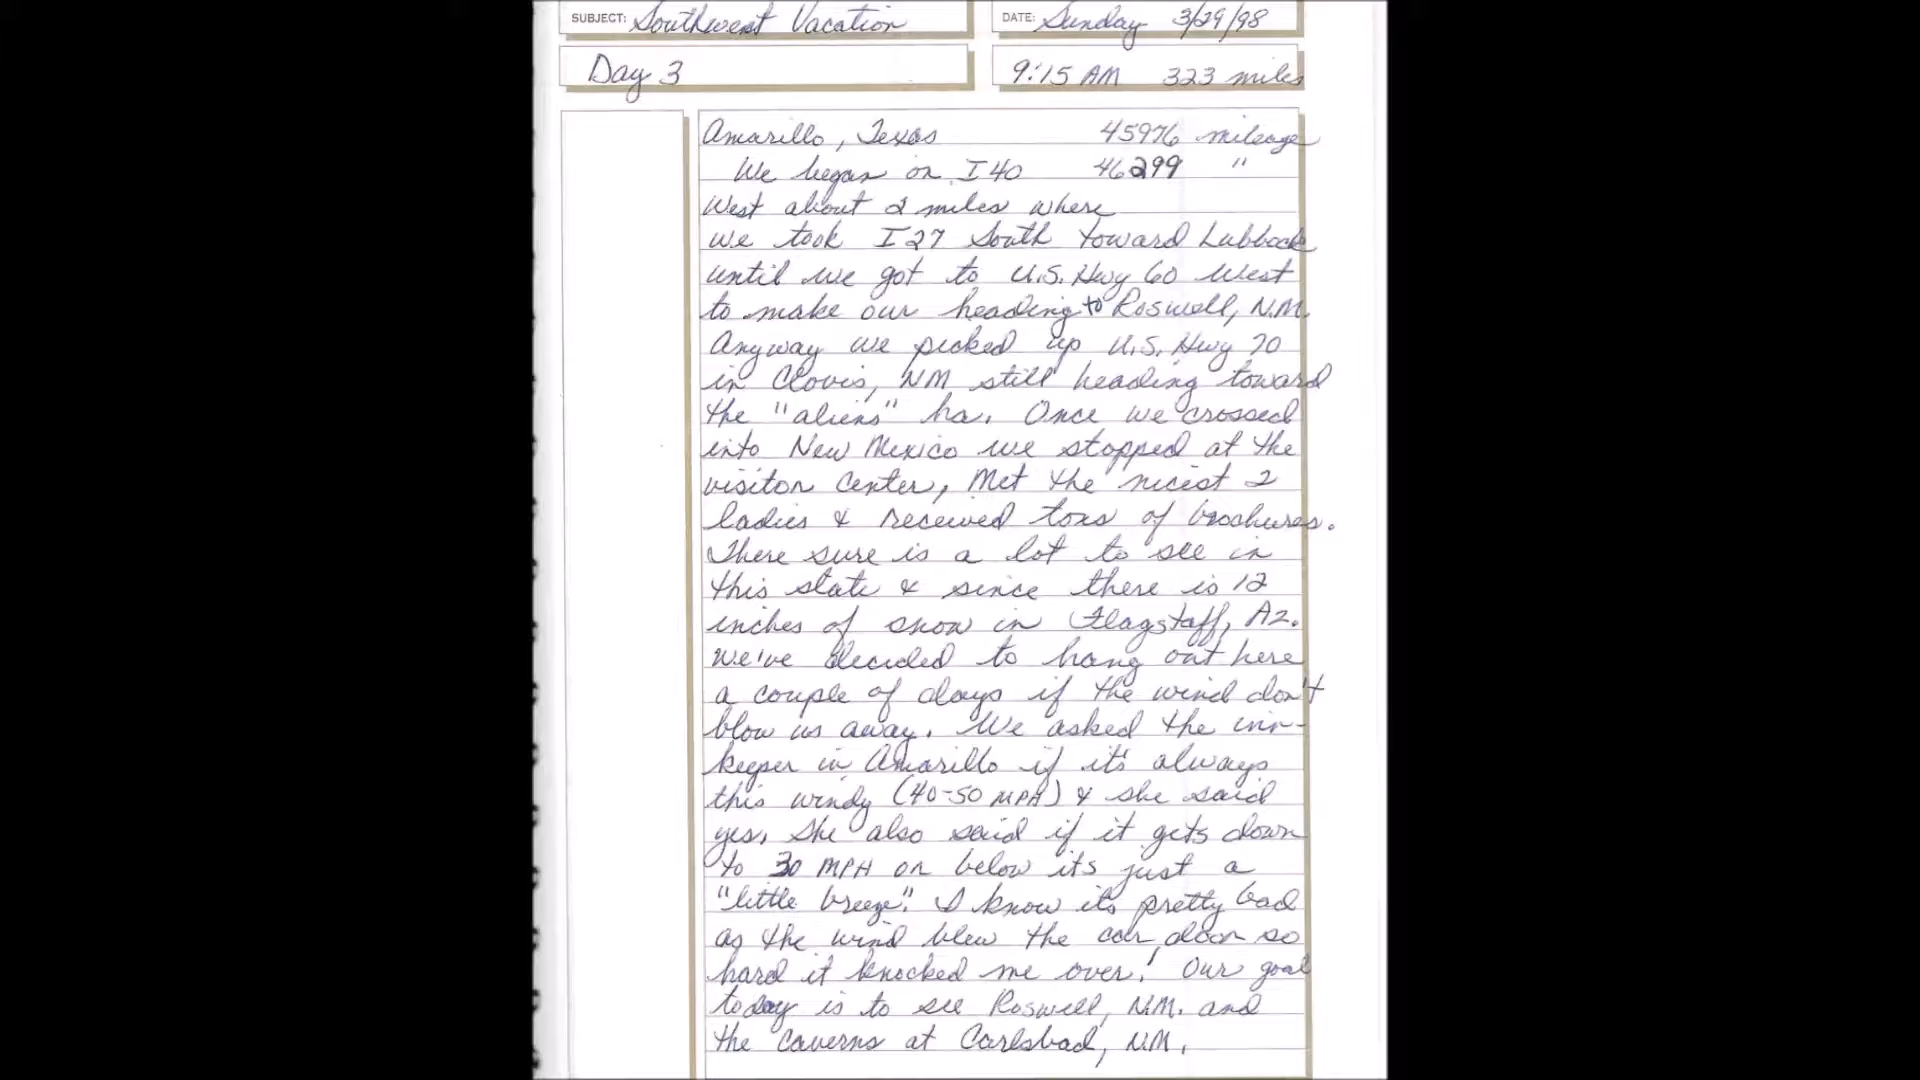 SUBJECT: Southwest Vacation DATE: Sunday 3/29/98
Day 3 9:15 AM 323 miles
Amarillo, Texas 45976 mileage
We began on I40 46299 "
West about 2 miles where
we took I27 South toward Lubbock
until we got to U.S. Hwy 60 West
to make our heading to Roswell, N.M.
Anyway we picked up U.S. Hwy 70
in Clovis, NM still heading toward
the "aliens" ha. Once we crossed
into New Mexico we stopped at the
visitor center, Met the nicest 2
ladies & received tons of brochures.
There sure is a lot to see in
this state & since there is 12
inches of snow in Flagstaff, AZ.
we've decided to hang out here
a couple of days if the wind don't
blow us away. We asked the inn-
keeper in Amarillo if it's always
this windy (40-50 MPH) & she said
yes. She also said if it gets down
to 30 MPH or below its just a
"little breeze". I know it's pretty bad
as the wind blew the car door so
hard it knocked me over! Our goal
today is to see Roswell, N.M. and
the caverns at Carlsbad, N.M.